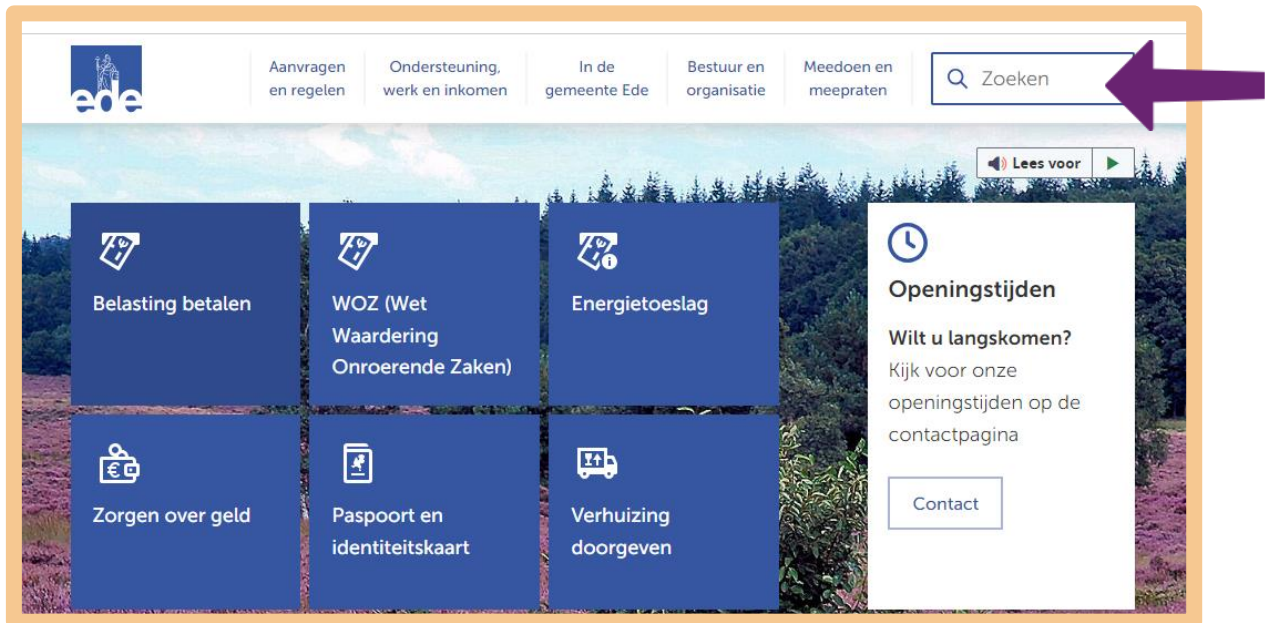 ede
Aanvragen
en regelen
Ondersteuning,
werk en inkomen
In de
gemeente Ede
Bestuur en
organisatie
Meedoen en
meepraten
Zoeken
Lees voor
Belasting betalen
WOZ (Wet
Waardering
Onroerende Zaken)
Energietoeslag
Zorgen over geld
Paspoort en
identiteitskaart
Verhuizing
doorgeven
Openingstijden
Wilt u langskomen?
Kijk voor onze
openingstijden op de
contactpagina
Contact